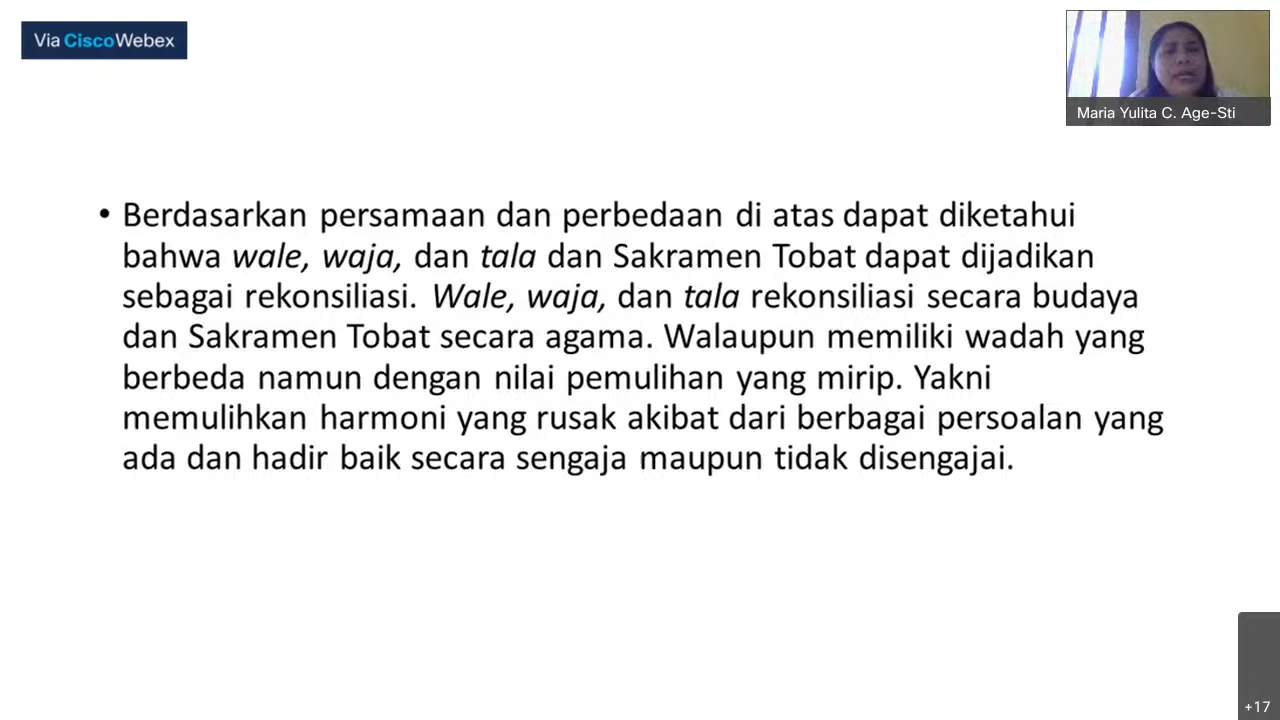 Via CiscoWebex
Maria Yulita C. Age-Sti
• Berdasarkan persamaan dan perbedaan di atas dapat diketahui
bahwa wale, waja, dan tala dan Sakramen Tobat dapat dijadikan
sebagai rekonsiliasi. Wale, waja, dan tala rekonsiliasi secara budaya
dan Sakramen Tobat secara agama. Walaupun memiliki wadah yang
berbeda namun dengan nilai pemulihan yang mirip. Yakni
memulihkan harmoni yang rusak akibat dari berbagai persoalan yang
ada dan hadir baik secara sengaja maupun tidak disengajai.
+17